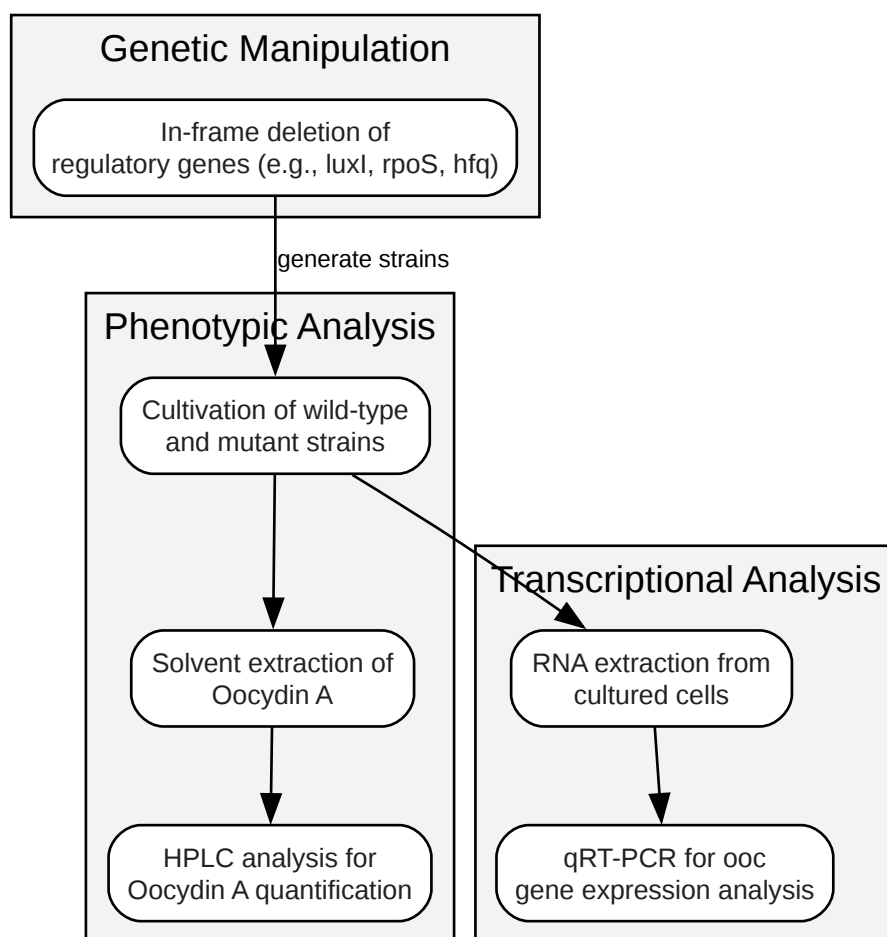 Genetic Manipulation
In-frame deletion of
regulatory genes (e.g., luxI, rpoS, hfq)
generate strains
Phenotypic Analysis
Cultivation of wild-type
and mutant strains
Solvent extraction of
Oocydin A
HPLC analysis for
Oocydin A quantification
Transcriptional Analysis
RNA extraction from
cultured cells
qRT-PCR for ooc
gene expression analysis